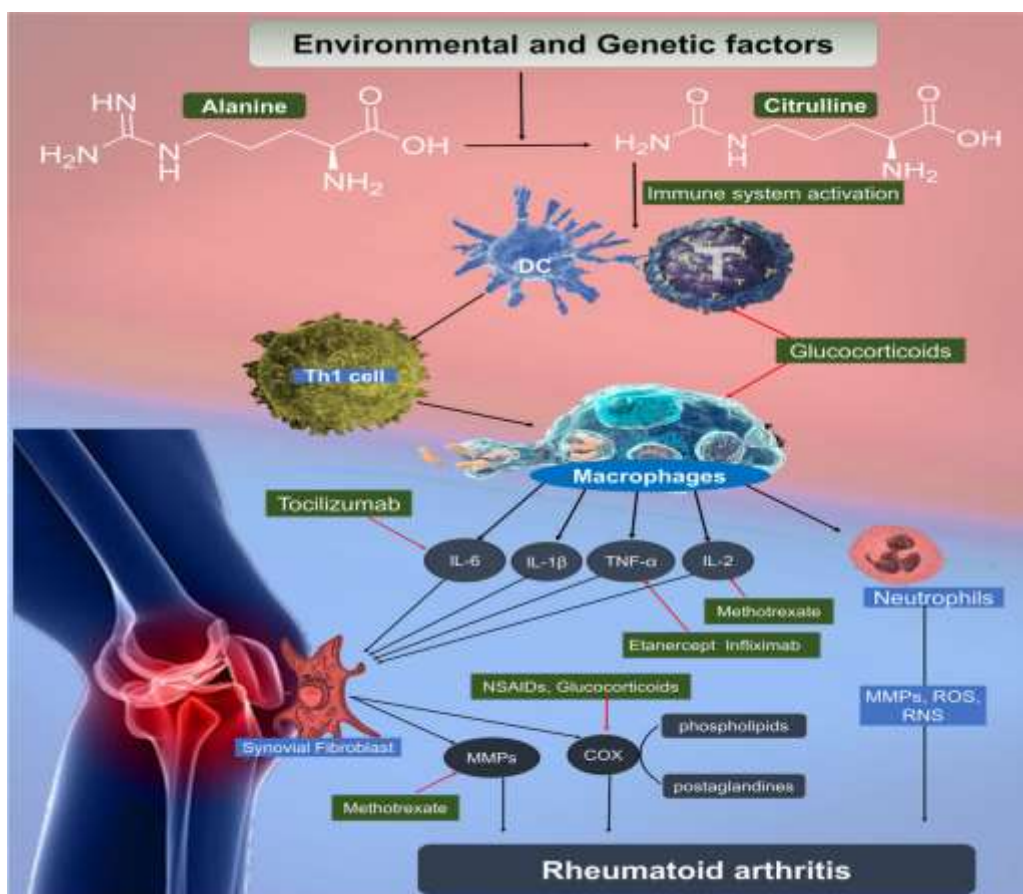 Environmental and Genetic factors
Alanine
Citrulline
HN
H₂N
N
H
O
OH
NH₂
O
H₂N
N
H
O
OH
NH₂
Immune system activation
DC
T
Glucocorticoids
Th1 cell
Macrophages
Tocilizumab
IL-6
IL-1β
TNF-α
IL-2
Neutrophils
Methotrexate
Etanercept Infliximab
NSAIDs, Glucocorticoids
MMPs, ROS,
RNS
Synovial Fibroblast
MMPs
COX
phospholipids
postaglandines
Methotrexate
Rheumatoid arthritis